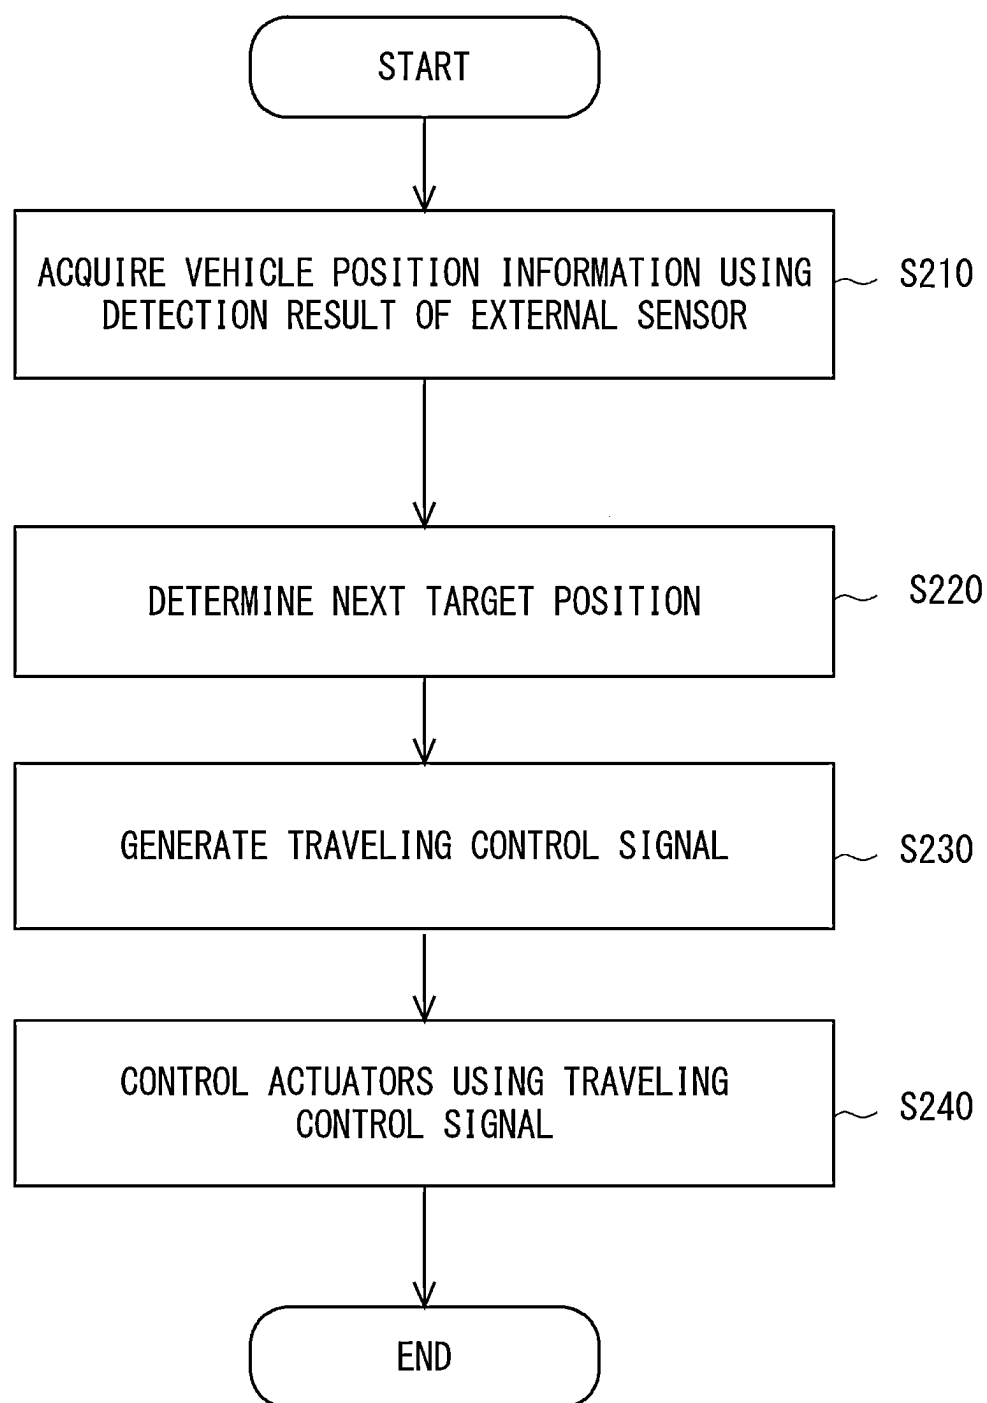 START
ACQUIRE VEHICLE POSITION INFORMATION USING
DETECTION RESULT OF EXTERNAL SENSOR
S210
DETERMINE NEXT TARGET POSITION
S220
GENERATE TRAVELING CONTROL SIGNAL
S230
CONTROL ACTUATORS USING TRAVELING
CONTROL SIGNAL
S240
END